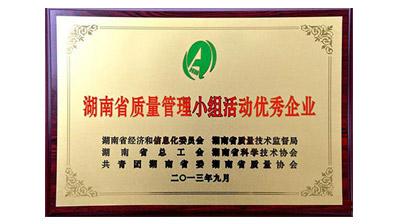 湖南省质量管理小组活动优秀企业
湖南省经济和信息化委员会 湖南省质量技术监督局
湖南省总工会 湖南省科学技术协会
共青团湖南省委 湖南省质量协会
二〇一三年九月